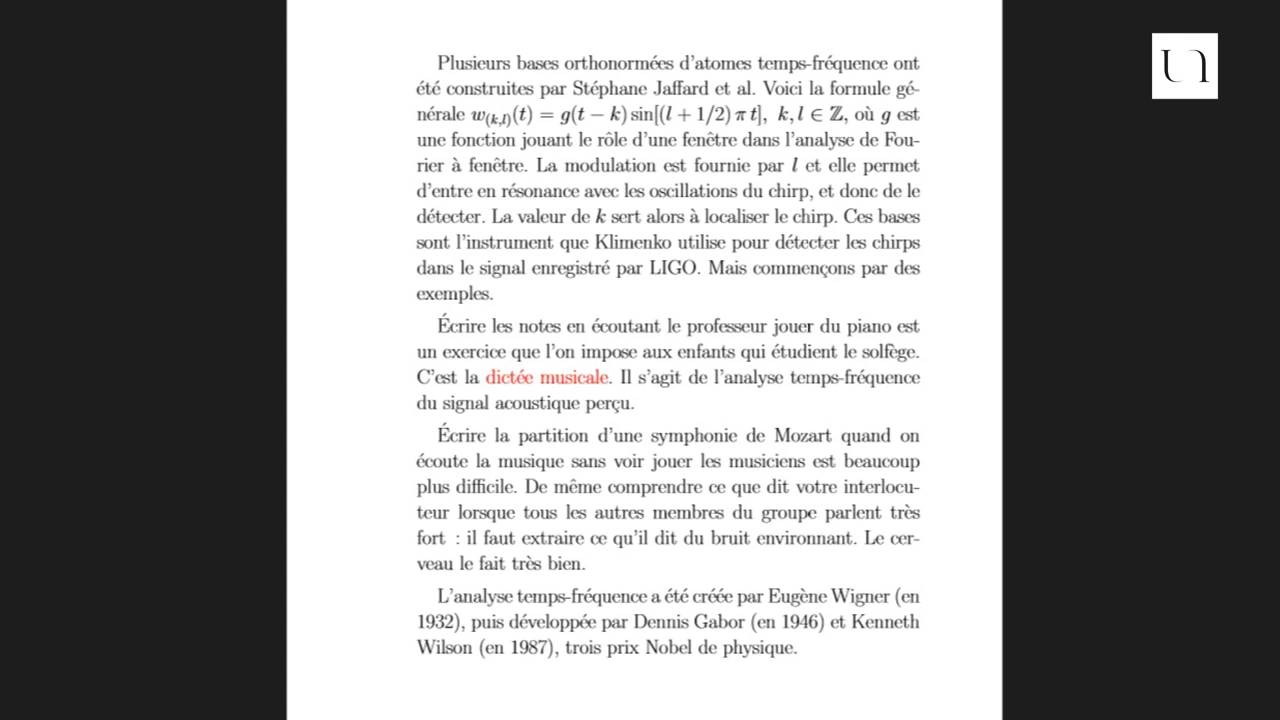 Plusieurs bases orthonormées d'atomes temps-fréquence ont
été construites par Stéphane Jaffard et al. Voici la formule gé-
nérale w(k,l)(t) = g(t − k) sin[(l + 1/2) π t], k, l ∈ ℤ, où g est
une fonction jouant le rôle d'une fenêtre dans l'analyse de Fou-
rier à fenêtre. La modulation est fournie par l et elle permet
d'entre en résonance avec les oscillations du chirp, et donc de le
détecter. La valeur de k sert alors à localiser le chirp. Ces bases
sont l'instrument que Klimenko utilise pour détecter les chirps
dans le signal enregistré par LIGO. Mais commençons par des
exemples.
Écrire les notes en écoutant le professeur jouer du piano est
un exercice que l'on impose aux enfants qui étudient le solfège.
C'est la dictée musicale. Il s'agit de l'analyse temps-fréquence
du signal acoustique perçu.
Écrire la partition d'une symphonie de Mozart quand on
écoute la musique sans voir jouer les musiciens est beaucoup
plus difficile. De même comprendre ce que dit votre interlocu-
teur lorsque tous les autres membres du groupe parlent très
fort : il faut extraire ce qu'il dit du bruit environnant. Le cer-
veau le fait très bien.
L'analyse temps-fréquence a été créée par Eugène Wigner (en
1932), puis développée par Dennis Gabor (en 1946) et Kenneth
Wilson (en 1987), trois prix Nobel de physique.